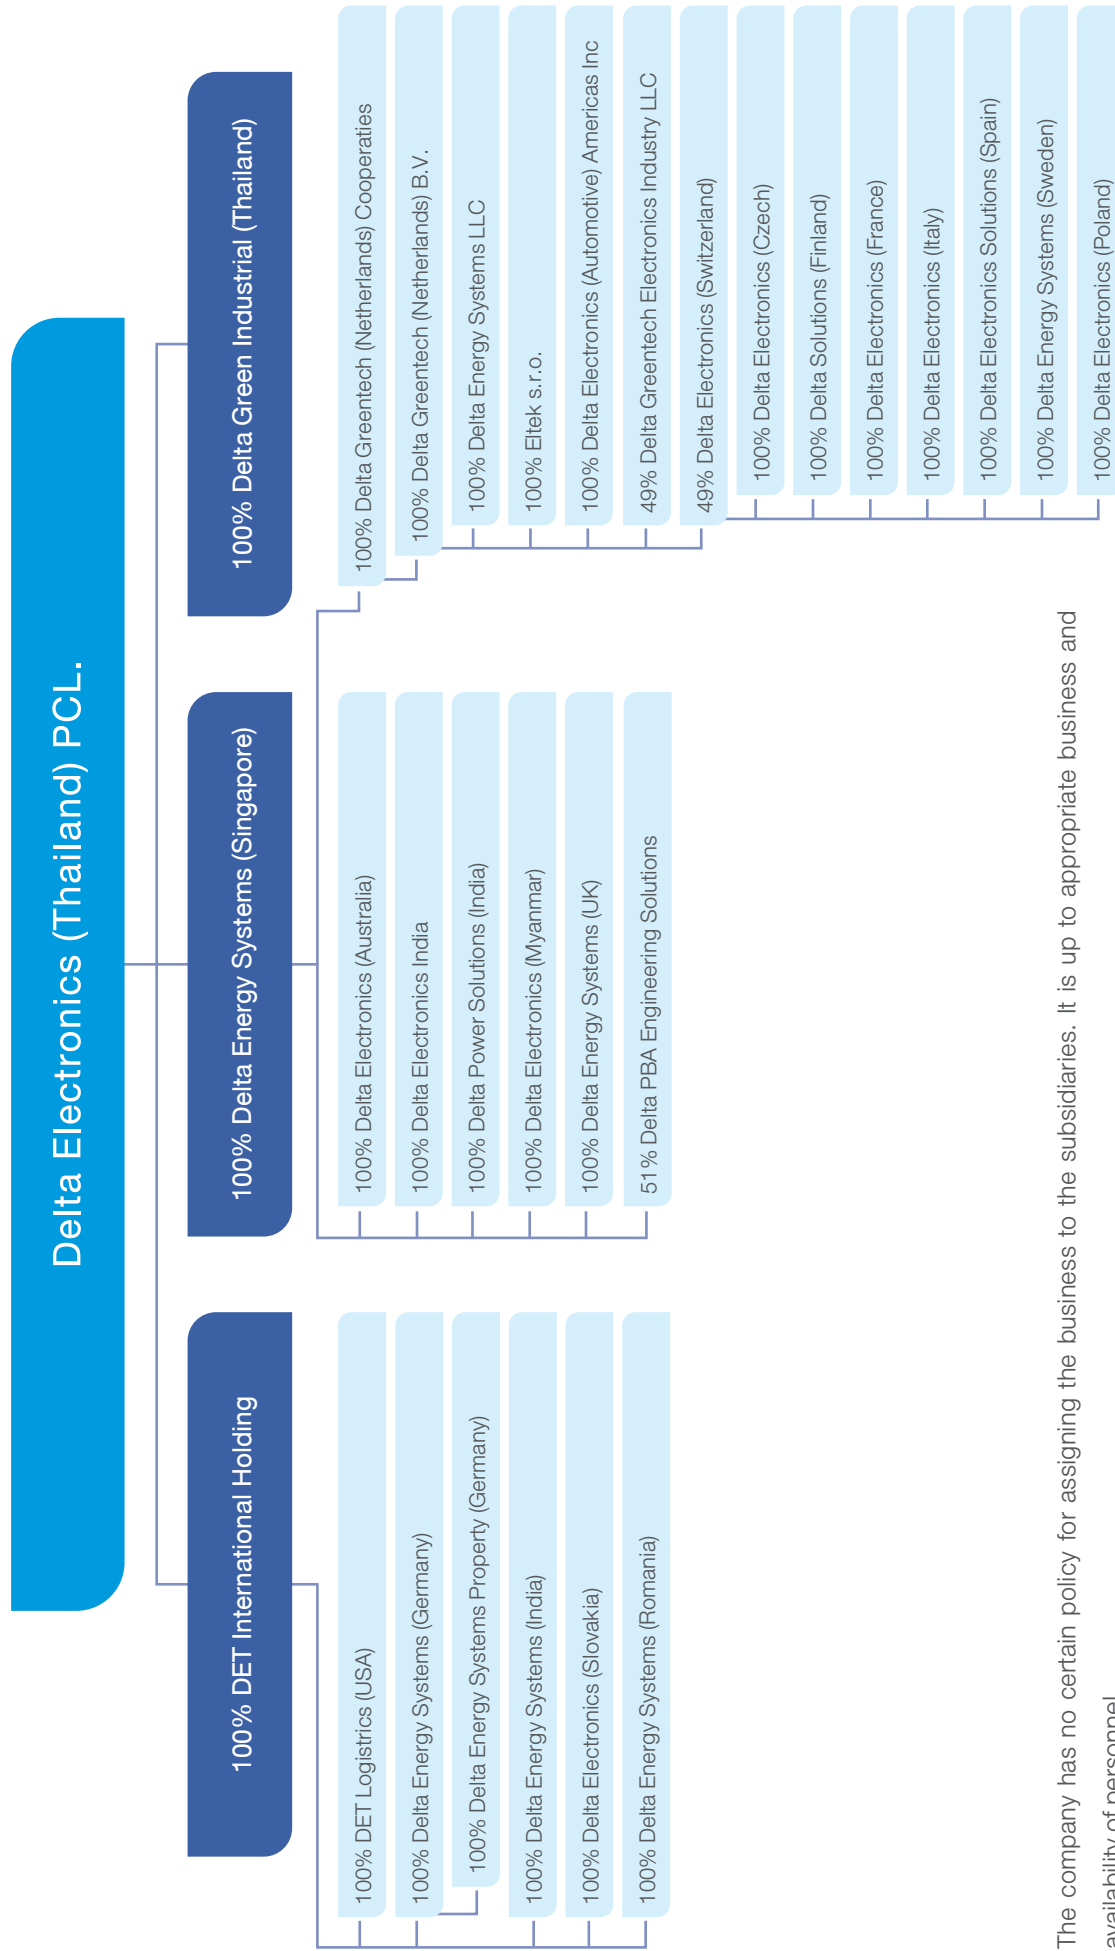 Delta Electronics (Thailand) PCL.
100% DET International Holding
100% DET Logistrics (USA)
100% Delta Energy Systems (Germany)
100% Delta Energy Systems Property (Germany)
100% Delta Energy Systems (India)
100% Delta Electronics (Slovakia)
100% Delta Energy Systems (Romania)
100% Delta Energy Systems (Singapore)
100% Delta Electronics (Australia)
100% Delta Electronics India
100% Delta Power Solutions (India)
100% Delta Electronics (Myanmar)
100% Delta Energy Systems (UK)
51% Delta PBA Engineering Solutions
100% Delta Green Industrial (Thailand)
100% Delta Greentech (Netherlands) Cooperaties
100% Delta Greentech (Netherlands) B.V.
100% Delta Energy Systems LLC
100% Eltek s.r.o.
100% Delta Electronics (Automotive) Americas Inc
49% Delta Greentech Electronics Industry LLC
49% Delta Electronics (Switzerland)
100% Delta Electronics (Czech)
100% Delta Solutions (Finland)
100% Delta Electronics (France)
100% Delta Electronics (Italy)
100% Delta Electronics Solutions (Spain)
100% Delta Energy Systems (Sweden)
100% Delta Electronics (Poland)
The company has no certain policy for assigning the business to the subsidiaries. It is up to appropriate business and
availability of personnel